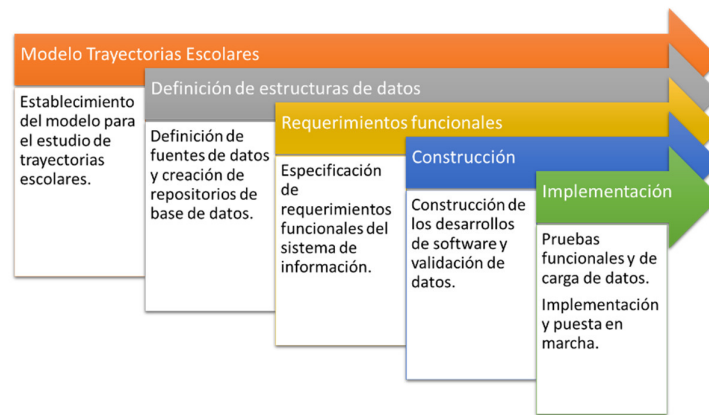 Modelo Trayectorias Escolares
Establecimiento
del modelo para
el estudio de
trayectorias
escolares.
Definición de estructuras de datos
Definición de
fuentes de datos
y creación de
repositorios de
base de datos.
Requerimientos funcionales
Especificación
de
requerimientos
funcionales del
sistema de
información.
Construcción
Construcción de
los desarrollos
de software y
validación de
datos.
Implementación
Pruebas
funcionales y de
carga de datos.
Implementación
y puesta en
marcha.